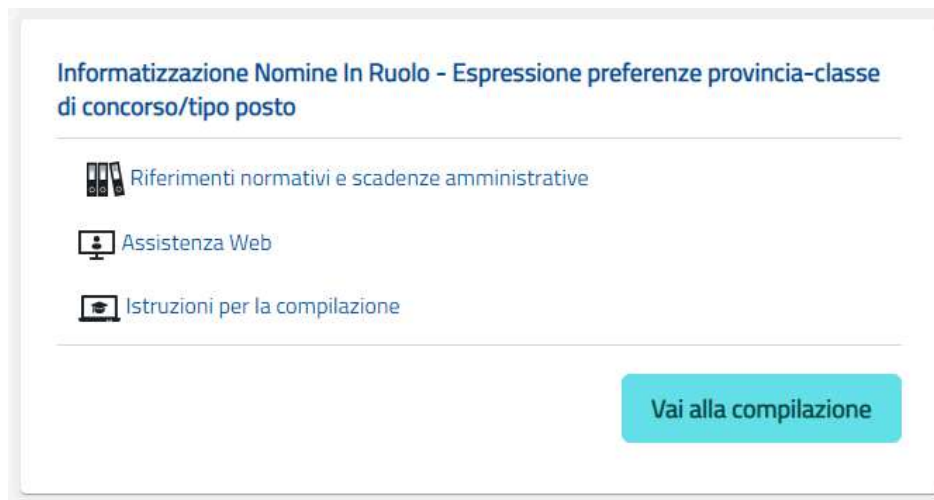 Informatizzazione Nomine In Ruolo - Espressione preferenze provincia-classe
di concorso/tipo posto
Riferimenti normativi e scadenze amministrative
Assistenza Web
Istruzioni per la compilazione
Vai alla compilazione